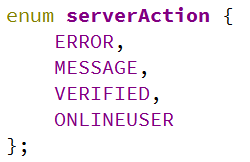 enum serverAction {
    ERROR,
    MESSAGE,
    VERIFIED,
    ONLINEUSER
};